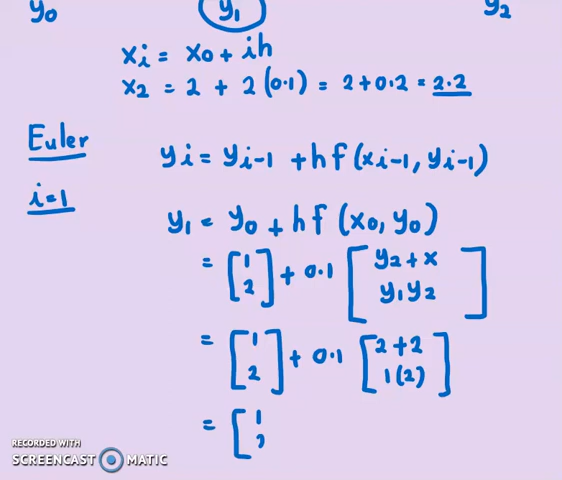 y0 y1 y2
xi = x0 + ih
x2 = 2 + 2(0.1) = 2+0.2 = 2.2
Euler
yi = yi-1 + hf(xi-1, yi-1)
i=1
y1 = y0 + hf(x0, y0)
= [1 2] + 0.1 [y2+x y1y2]
= [1 2] + 0.1 [2+2 1(2)]
= [1 2
RECORDED WITH
SCREENCAST MATIC